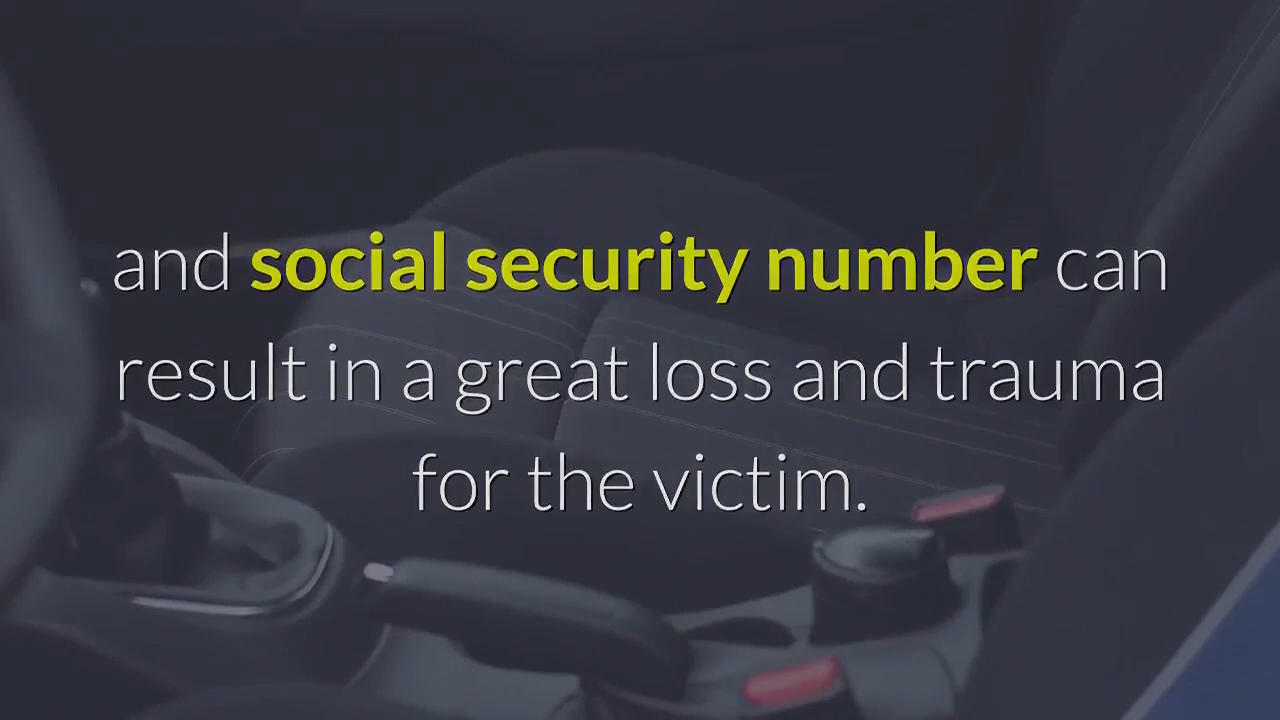 and social security number can
result in a great loss and trauma
for the victim.